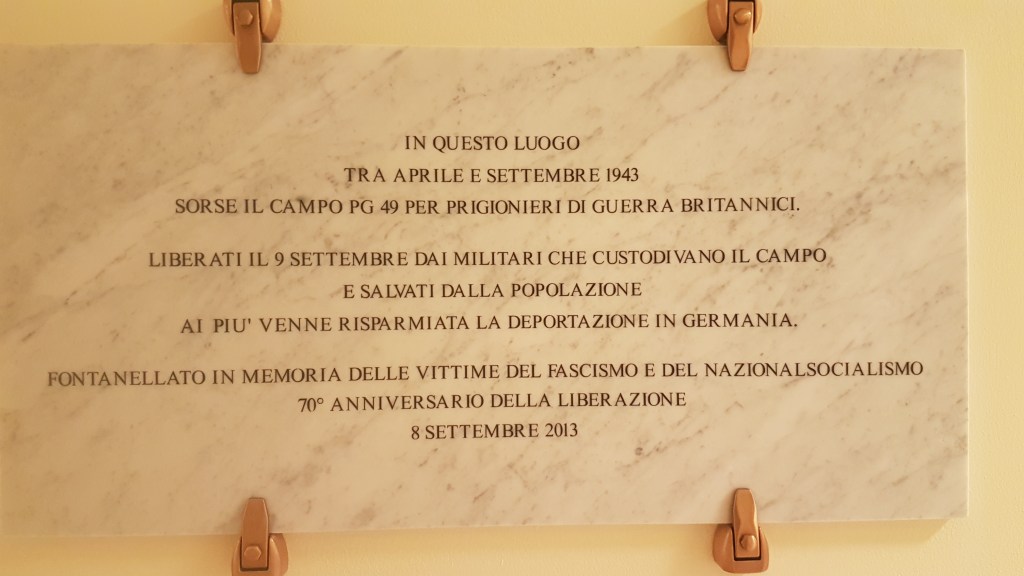 IN QUESTO LUOGO
TRA APRILE E SETTEMBRE 1943
SORSE IL CAMPO PG 49 PER PRIGIONIERI DI GUERRA BRITANNICI.
LIBERATI IL 9 SETTEMBRE DAI MILITARI CHE CUSTODIVANO IL CAMPO
E SALVATI DALLA POPOLAZIONE
AI PIU' VENNE RISPARMIATA LA DEPORTAZIONE IN GERMANIA.
FONTANELLATO IN MEMORIA DELLE VITTIME DEL FASCISMO E DEL NAZIONALSOCIALISMO
70° ANNIVERSARIO DELLA LIBERAZIONE
8 SETTEMBRE 2013